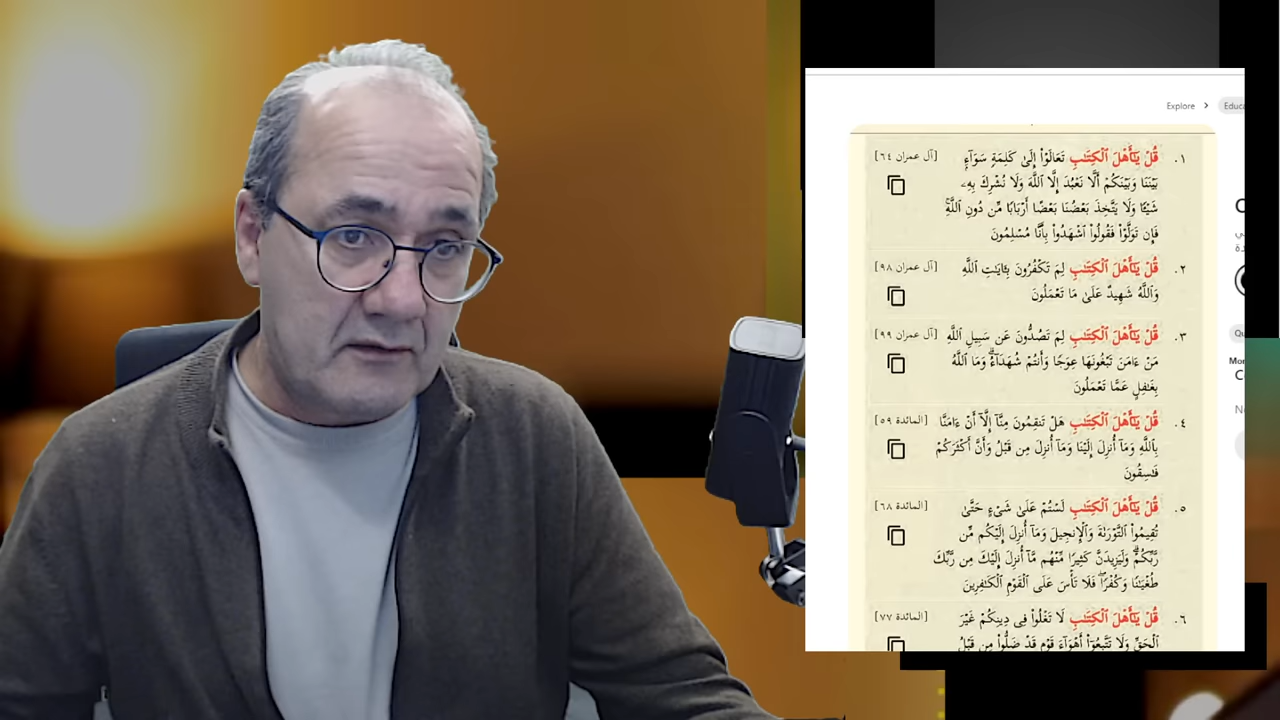 Explore > Educa
١. قُلْ يَٰٓأَهْلَ ٱلْكِتَٰبِ تَعَالَوْا۟ إِلَىٰ كَلِمَةٍ سَوَآءٍۭ [آل عمران ٦٤]
بَيْنَنَا وَبَيْنَكُمْ أَلَّا نَعْبُدَ إِلَّا ٱللَّهَ وَلَا نُشْرِكَ بِهِۦ
شَيْـًٔا وَلَا يَتَّخِذَ بَعْضُنَا بَعْضًا أَرْبَابًا مِّن دُونِ ٱللَّهِۚ
فَإِن تَوَلَّوْا۟ فَقُولُوا۟ ٱشْهَدُوا۟ بِأَنَّا مُسْلِمُونَ
٢. قُلْ يَٰٓأَهْلَ ٱلْكِتَٰبِ لِمَ تَكْفُرُونَ بِـَٔايَٰتِ ٱللَّهِ [آل عمران ٩٨]
وَٱللَّهُ شَهِيدٌ عَلَىٰ مَا تَعْمَلُونَ
٣. قُلْ يَٰٓأَهْلَ ٱلْكِتَٰبِ لِمَ تَصُدُّونَ عَن سَبِيلِ ٱللَّهِ [آل عمران ٩٩]
مَنْ ءَامَنَ تَبْغُونَهَا عِوَجًا وَأَنتُمْ شُهَدَآءُۗ وَمَا ٱللَّهُ
بِغَٰفِلٍ عَمَّا تَعْمَلُونَ
٤. قُلْ يَٰٓأَهْلَ ٱلْكِتَٰبِ هَلْ تَنقِمُونَ مِنَّآ إِلَّآ أَنْ ءَامَنَّا [المائدة ٥٩]
بِٱللَّهِ وَمَآ أُنزِلَ إِلَيْنَا وَمَآ أُنزِلَ مِن قَبْلُ وَأَنَّ أَكْثَرَكُمْ
فَٰسِقُونَ
٥. قُلْ يَٰٓأَهْلَ ٱلْكِتَٰبِ لَسْتُمْ عَلَىٰ شَىْءٍ حَتَّىٰ [المائدة ٦٨]
تُقِيمُوا۟ ٱلتَّوْرَىٰةَ وَٱلْإِنجِيلَ وَمَآ أُنزِلَ إِلَيْكُم مِّن
رَّبِّكُمْۗ وَلَيَزِيدَنَّ كَثِيرًا مِّنْهُم مَّآ أُنزِلَ إِلَيْكَ مِن رَّبِّكَ
طُغْيَٰنًا وَكُفْرًاۖ فَلَا تَأْسَ عَلَى ٱلْقَوْمِ ٱلْكَٰفِرِينَ
٦. قُلْ يَٰٓأَهْلَ ٱلْكِتَٰبِ لَا تَغْلُوا۟ فِى دِينِكُمْ غَيْرَ [المائدة ٧٧]
ٱلْحَقِّ وَلَا تَتَّبِعُوٓا۟ أَهْوَآءَ قَوْمٍ قَدْ ضَلُّوا۟ مِن قَبْلُ